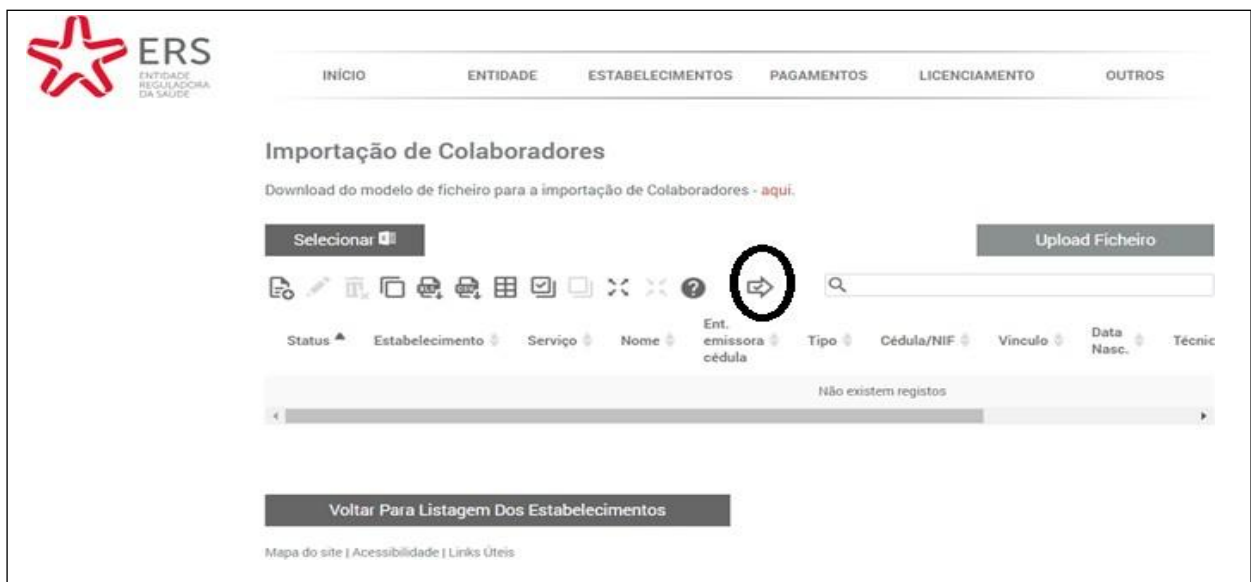 ERS
ENTIDADE
REGULADORA
DA SAÚDE
INÍCIO ENTIDADE ESTABELECIMENTOS PAGAMENTOS LICENCIAMENTO OUTROS
Importação de Colaboradores
Download do modelo de ficheiro para a importação de Colaboradores - aqui.
Selecionar Upload Ficheiro
Status Estabelecimento Serviço Nome Ent. emissora cédula Tipo Cédula/NIF Vinculo Data Nasc. Técnic
Não existem registos
Voltar Para Listagem Dos Estabelecimentos
Mapa do site | Acessibilidade | Links Úteis